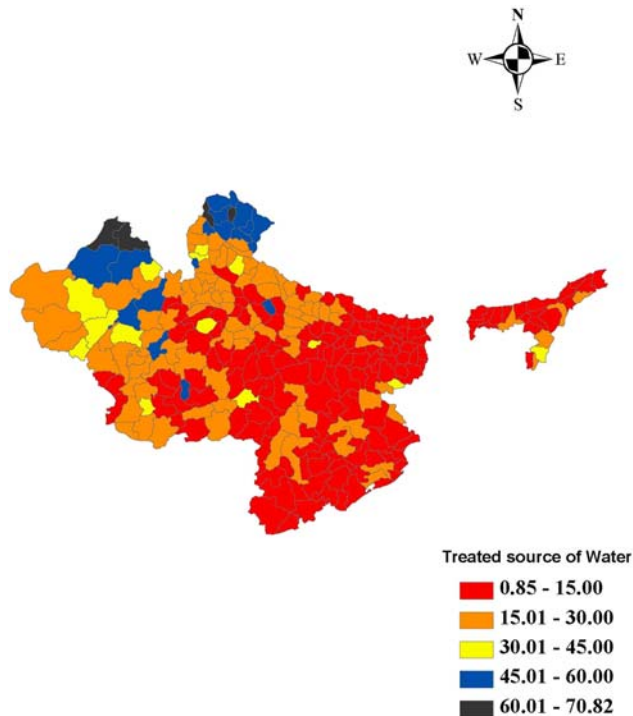 N
W E
S
Treated source of Water
0.85 - 15.00
15.01 - 30.00
30.01 - 45.00
45.01 - 60.00
60.01 - 70.82